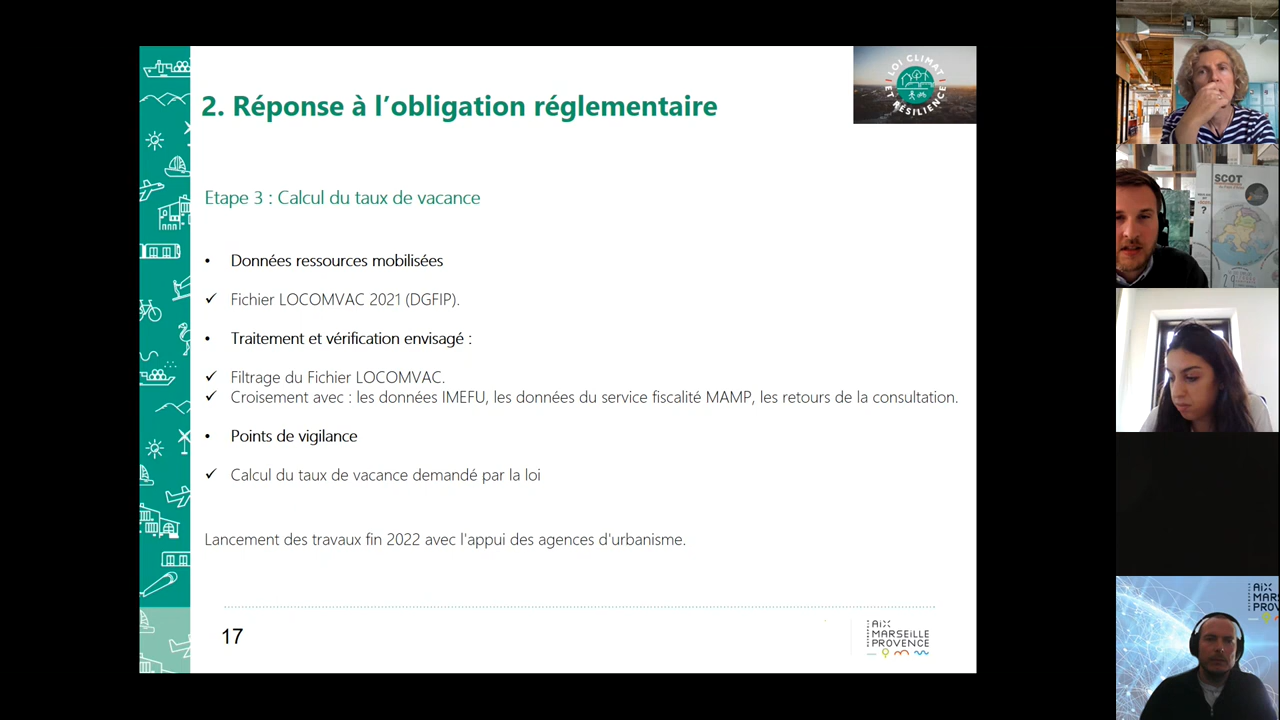 2. Réponse à l’obligation réglementaire
LOI CLIMAT
ET RÉSILIENCE
Etape 3 : Calcul du taux de vacance
• Données ressources mobilisées
✓ Fichier LOCOMVAC 2021 (DGFIP).
• Traitement et vérification envisagé :
✓ Filtrage du Fichier LOCOMVAC.
✓ Croisement avec : les données IMEFU, les données du service fiscalité MAMP, les retours de la consultation.
• Points de vigilance
✓ Calcul du taux de vacance demandé par la loi
Lancement des travaux fin 2022 avec l'appui des agences d'urbanisme.
17
AIX
MARSEILLE
PROVENCE
SCOT
?
AIX
MAR
PROV